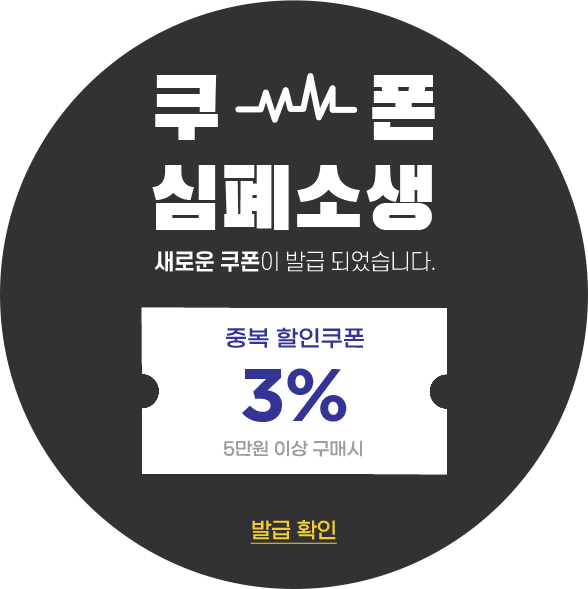 쿠 폰
심폐소생
새로운 쿠폰이 발급 되었습니다.
중복 할인쿠폰
3%
5만원 이상 구매시
발급 확인